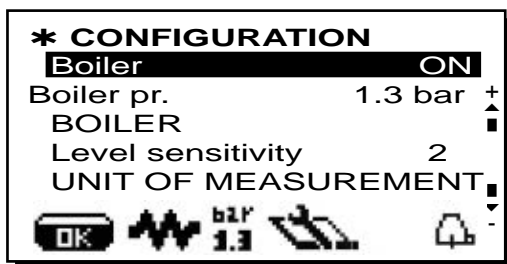 * CONFIGURATION
Boiler ON
Boiler pr. 1.3 bar +
BOILER
Level sensitivity 2
UNIT OF MEASUREMENT
-
OK bar 1.3